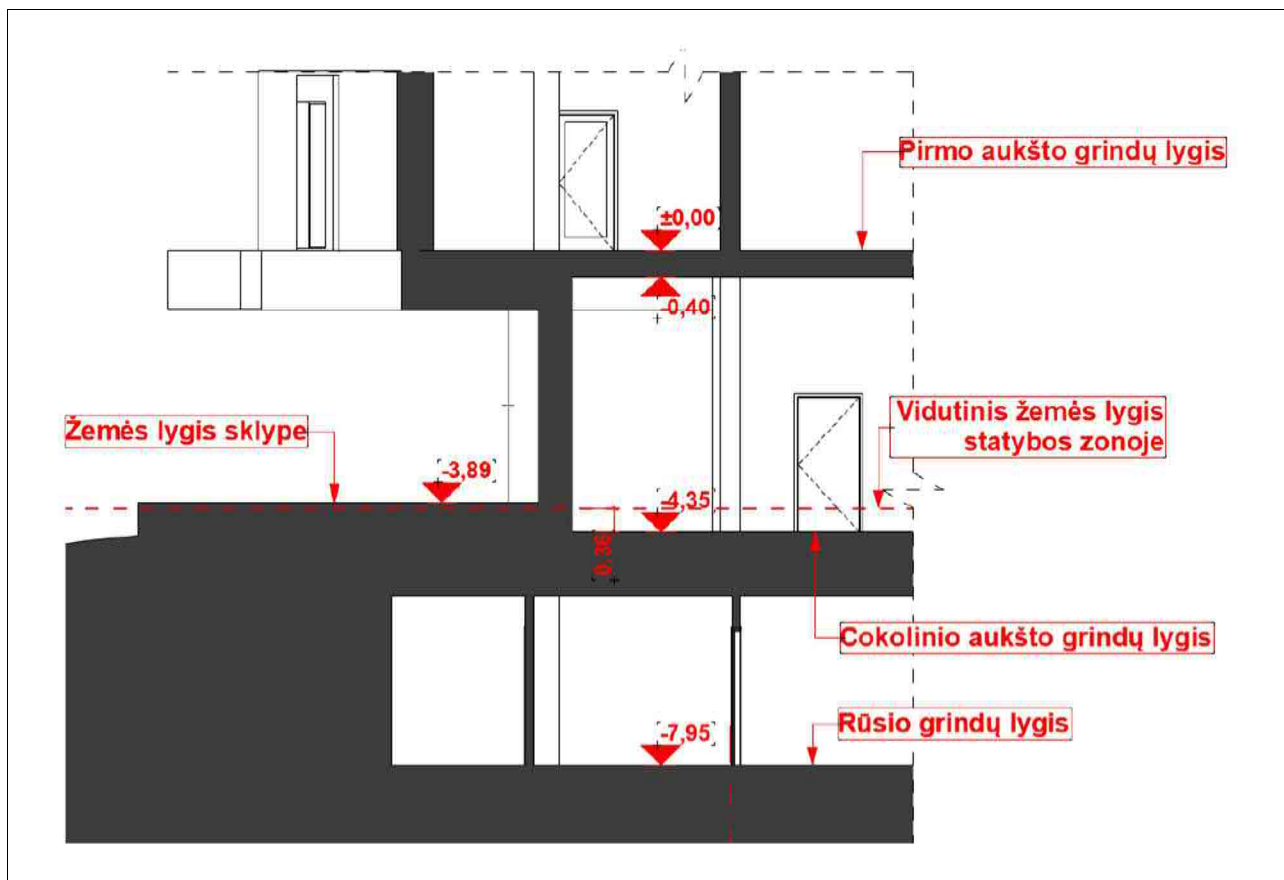 Pirmo aukšto grindų lygis
±0,00
-0,40
Vidutinis žemės lygis
statybos zonoje
Žemės lygis sklype
-3,89
-4,35
0.36
Cokolinio aukšto grindų lygis
Rūsio grindų lygis
-7,95